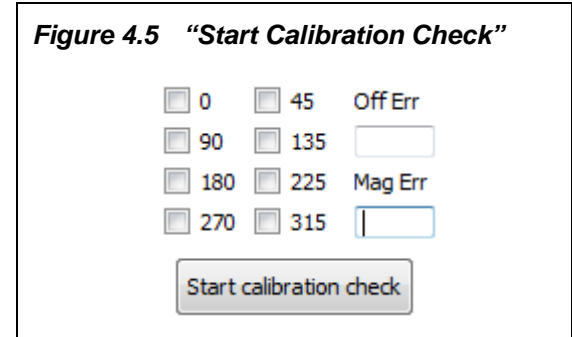 Figure 4.5 “Start Calibration Check”
0 45 Off Err
90 135
180 225 Mag Err
270 315
Start calibration check